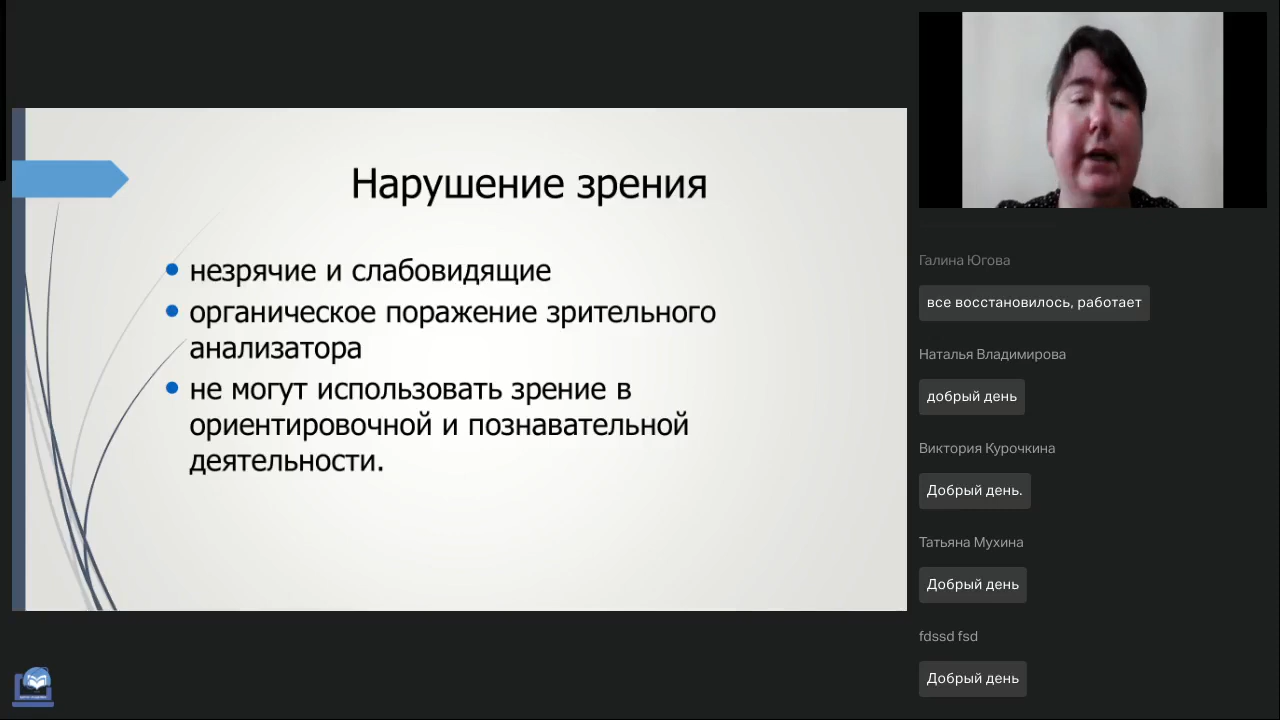 Нарушение зрения
незрячие и слабовидящие
органическое поражение зрительного
анализатора
не могут использовать зрение в
ориентировочной и познавательной
деятельности.
Галина Югова
все восстановилось, работает
Наталья Владимирова
добрый день
Виктория Курочкина
Добрый день.
Татьяна Мухина
Добрый день
fdssd fsd
Добрый день